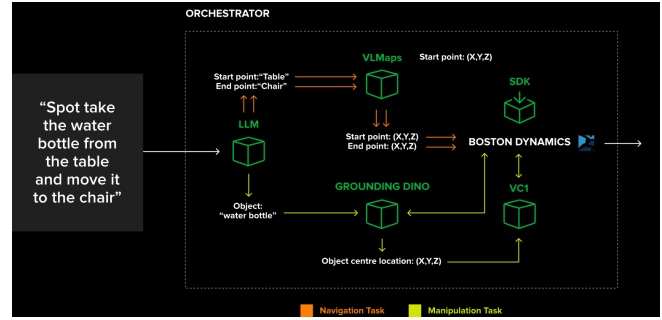 ORCHESTRATOR
“Spot take
the water
bottle from
the table
and move it
to the chair”
VLMaps
Start point: (X,Y,Z)
Start point:“Table”
End point:“Chair”
SDK
LLM
Start point: (X,Y,Z)
End point: (X,Y,Z)
BOSTON DYNAMICS
GROUNDING DINO
VC1
Object:
“water bottle”
Object centre location: (X,Y,Z)
Navigation Task
Manipulation Task